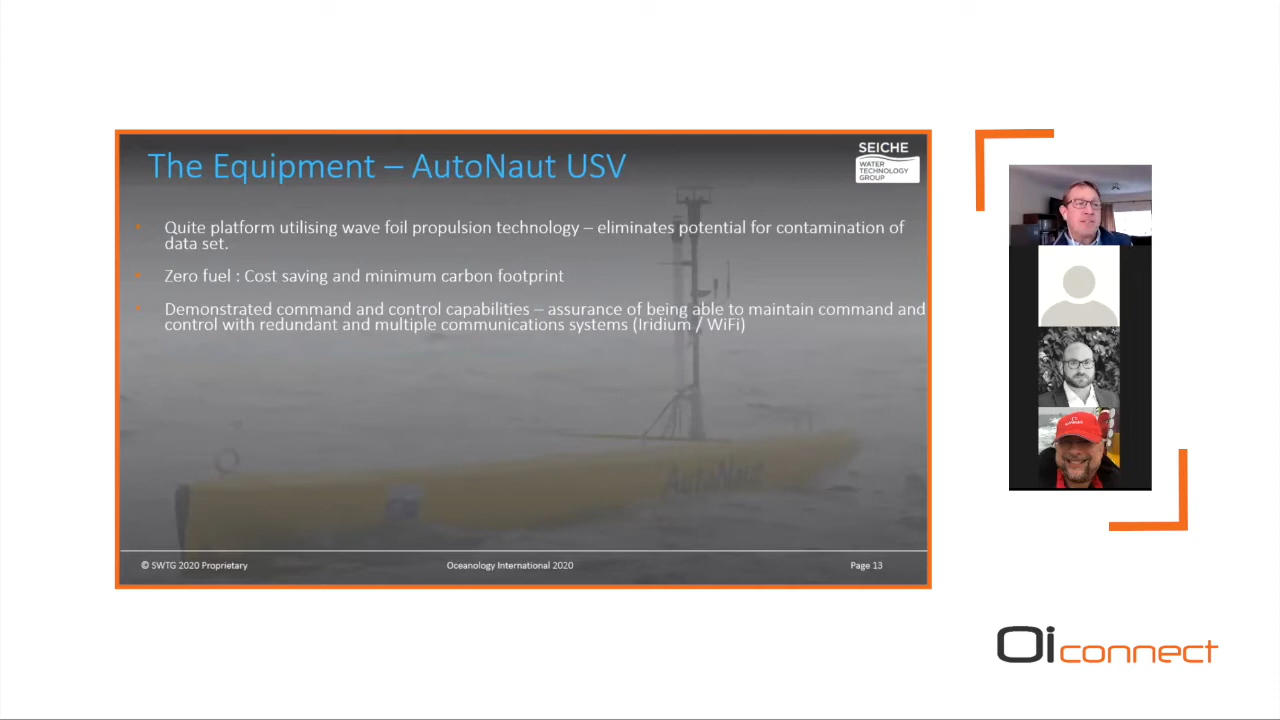 The Equipment – AutoNaut USV
SEICHE
WATER
TECHNOLOGY
GROUP
Quite platform utilising wave foil propulsion technology – eliminates potential for contamination of
data set.
Zero fuel : Cost saving and minimum carbon footprint
Demonstrated command and control capabilities – assurance of being able to maintain command and
control with redundant and multiple communications systems (Iridium / WiFi)
AutoNaut
© SWTG 2020 Proprietary
Oceanology International 2020
Page 13
Oi connect